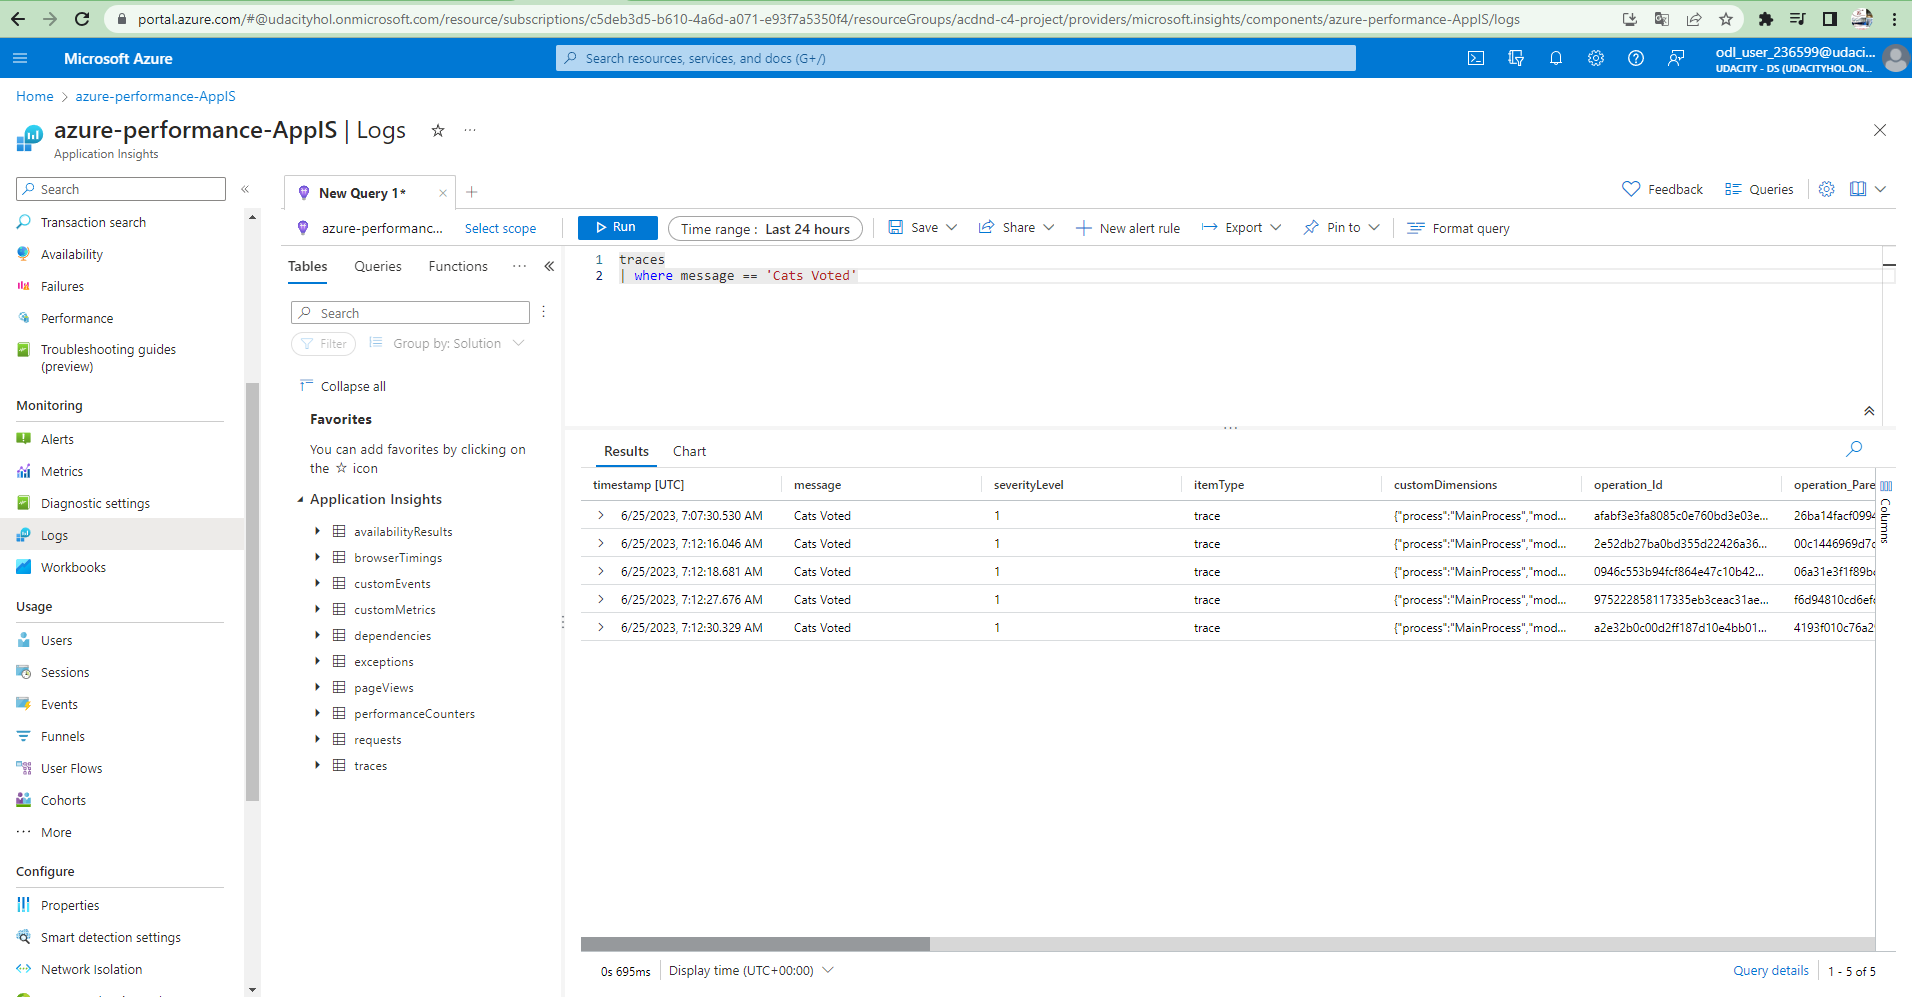 portal.azure.com/#@udacityhol.onmicrosoft.com/resource/subscriptions/c5deb3d5-b610-4a6d-a071-e93f7a5350f4/resourceGroups/acdnd-c4-project/providers/microsoft.insights/components/azure-performance-AppIS/logs
Microsoft Azure
Search resources, services, and docs (G+/)
odl_user_236599@udaci...
UDACITY - DS (UDACITYHOL.ON...
Home > azure-performance-AppIS
azure-performance-AppIS | Logs
Application Insights
Search
Transaction search
Availability
Failures
Performance
Troubleshooting guides
(preview)
Monitoring
Alerts
Metrics
Diagnostic settings
Logs
Workbooks
Usage
Users
Sessions
Events
Funnels
User Flows
Cohorts
More
Configure
Properties
Smart detection settings
Network Isolation
New Query 1*
Feedback
Queries
azure-performanc...
Select scope
Run
Time range : Last 24 hours
Save
Share
New alert rule
Export
Pin to
Format query
Tables
Queries
Functions
Search
Filter
Group by: Solution
Collapse all
Favorites
You can add favorites by clicking on
the ☆ icon
Application Insights
availabilityResults
browserTimings
customEvents
customMetrics
dependencies
exceptions
pageViews
performanceCounters
requests
traces
1 traces
2 | where message == 'Cats Voted'
Results
Chart
timestamp [UTC] message severityLevel itemType customDimensions operation_Id operation_Pare
6/25/2023, 7:07:30.530 AM Cats Voted 1 trace {"process":"MainProcess","mod... afabf3e3fa8085c0e760bd3e03e... 26ba14facf0994
6/25/2023, 7:12:16.046 AM Cats Voted 1 trace {"process":"MainProcess","mod... 2e52db27ba0bd355d22426a36... 00c1446969d7c
6/25/2023, 7:12:18.681 AM Cats Voted 1 trace {"process":"MainProcess","mod... 0946c553b94fcf864e47c10b42... 06a31e3f1f89b
6/25/2023, 7:12:27.676 AM Cats Voted 1 trace {"process":"MainProcess","mod... 975222858117335eb3ceac31ae... f6d94810cd6ef
6/25/2023, 7:12:30.329 AM Cats Voted 1 trace {"process":"MainProcess","mod... a2e32b0c00d2ff187d10e4bb01... 4193f010c76a2
Columns
0s 695ms
Display time (UTC+00:00)
Query details
1 - 5 of 5